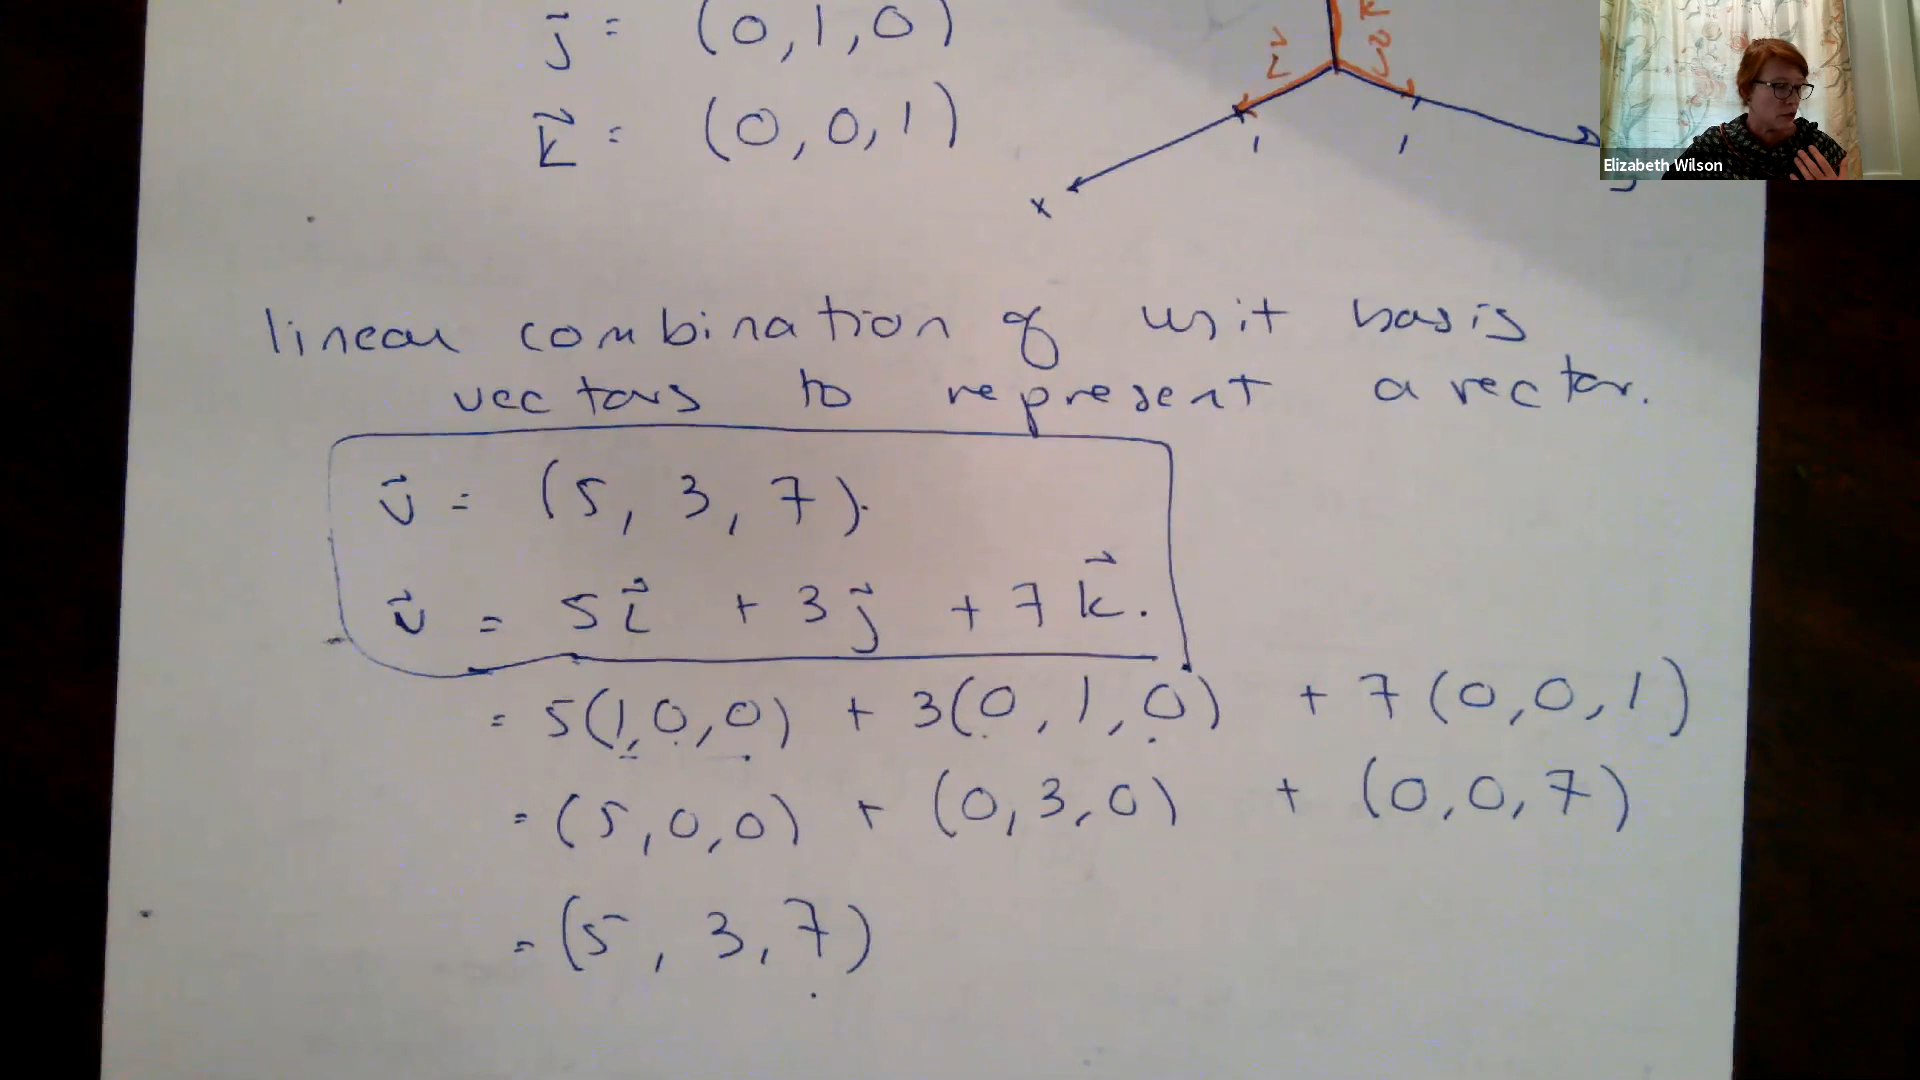 j⃗ = (0,1,0)
k⃗ = (0,0,1)
i⃗ j⃗ k⃗
1 1
x y
Elizabeth Wilson
linear combination of unit basis
vectors to represent a vector.
v⃗ = (5, 3, 7).
v⃗ = 5i⃗ + 3j⃗ + 7k⃗.
= 5(1,0,0) + 3(0,1,0) + 7(0,0,1)
= (5,0,0) + (0,3,0) + (0,0,7)
= (5, 3, 7)